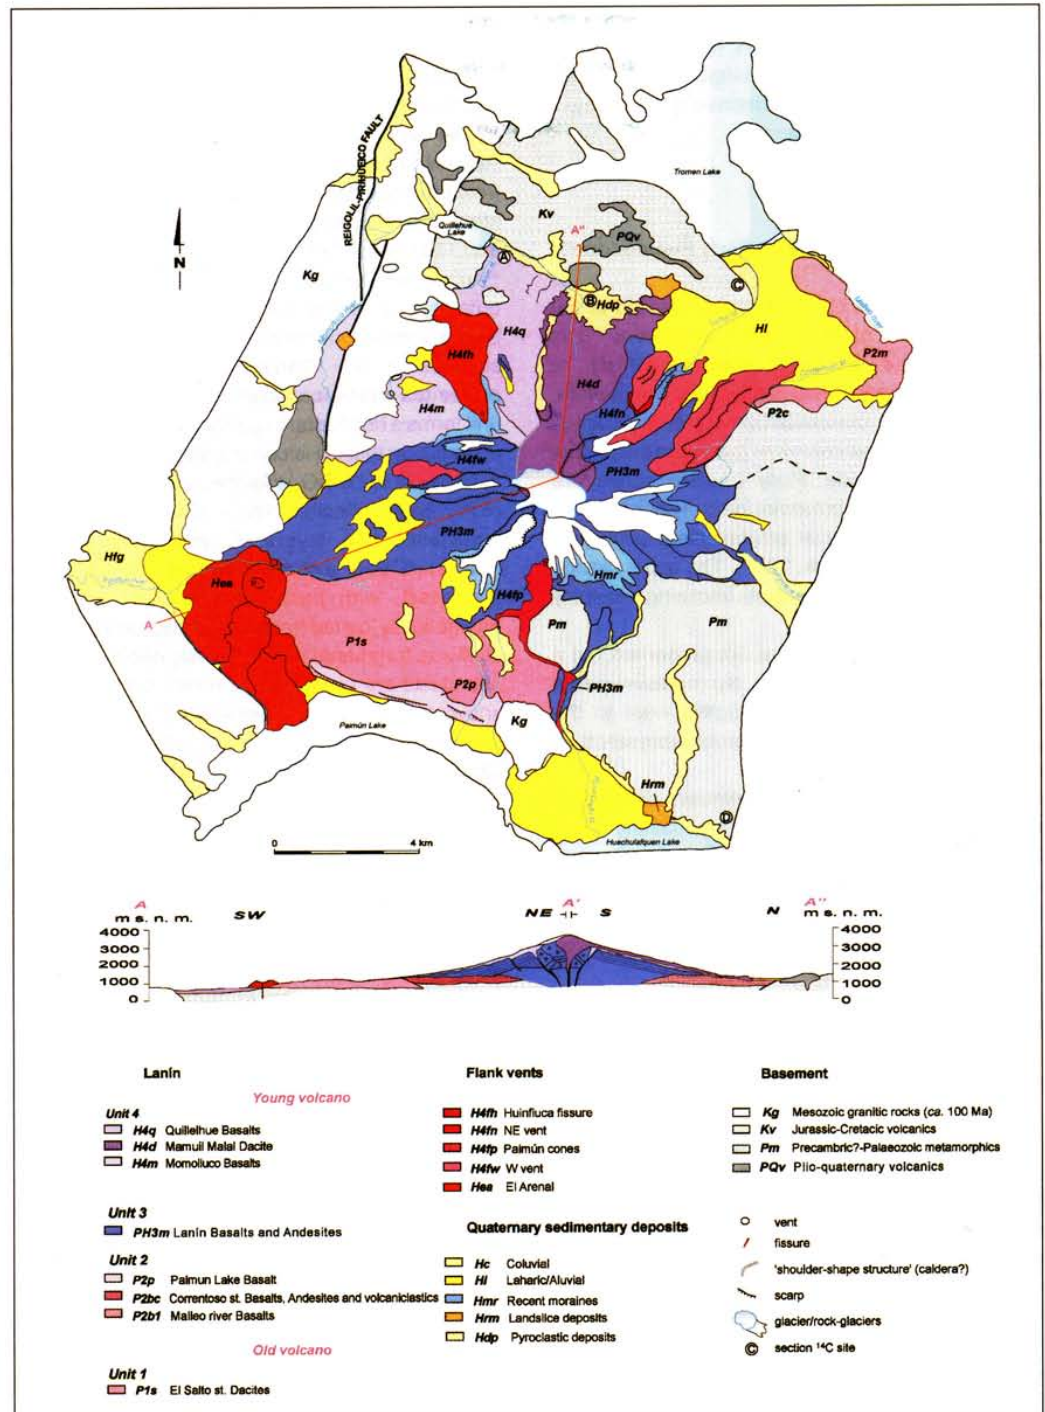 REIGOLIL-PIRIHUEICO FAULT
Tromen Lake
N
Kv
Quillelhue
Lake
A"
PQv
A
Kg
C
B
Hdp
Hl
H4q
H4fh
P2m
H4d
H4m
H4fn
P2c
H4fw
PH3m
PH3m
Hfg
Hea
Hmr
H4fp
A
Pm
Pm
P1s
P2p
PH3m
Kg
Paimún Lake
Hrm
D
Huechulafquen Lake
0 4 km
A A' A"
m s. n. m. SW NE S N m s. n. m.
4000 4000
3000 3000
2000 2000
1000 1000
0 0
Lanín
Young volcano
Unit 4
H4q Quillelhue Basalts
H4d Mamuil Malal Dacite
H4m Momolluco Basalts
Unit 3
PH3m Lanín Basalts and Andesites
Unit 2
P2p Paimun Lake Basalt
P2bc Correntoso st. Basalts, Andesites and volcaniclastics
P2b1 Malleo river Basalts
Old volcano
Unit 1
P1s El Salto st. Dacites
Flank vents
H4fh Huinfiuca fissure
H4fn NE vent
H4fp Paimún cones
H4fw W vent
Hea El Arenal
Quaternary sedimentary deposits
Hc Coluvial
Hl Laharic/Aluvial
Hmr Recent moraines
Hrm Landslice deposits
Hdp Pyroclastic deposits
Basement
Kg Mesozoic granitic rocks (ca. 100 Ma)
Kv Jurassic-Cretacic volcanics
Pm Precambric?-Palaeozoic metamorphics
PQv Plio-quaternary volcanics
vent
fissure
'shoulder-shape structure' (caldera?)
scarp
glacier/rock-glaciers
C section ¹⁴C site